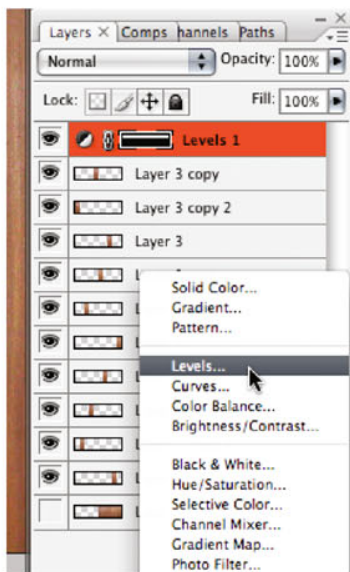 Layers × Comps hannels Paths
Normal Opacity: 100%
Lock: Fill: 100%
Levels 1
Layer 3 copy
Layer 3 copy 2
Layer 3
Solid Color...
Gradient...
Pattern...
Levels...
Curves...
Color Balance...
Brightness/Contrast...
Black & White...
Hue/Saturation...
Selective Color...
Channel Mixer...
Gradient Map...
Photo Filter...